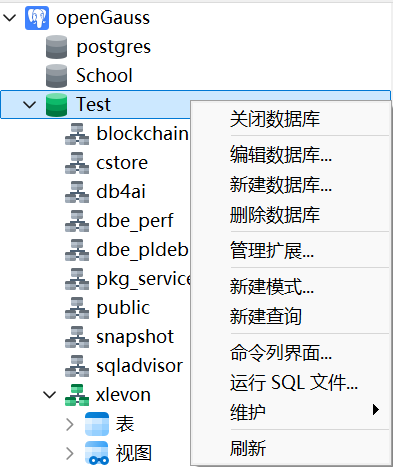 openGauss
postgres
School
Test
blockchain
cstore
db4ai
dbe_perf
dbe_pldeb
pkg_service
public
snapshot
sqladvisor
xlevon
表
视图
关闭数据库
编辑数据库...
新建数据库...
删除数据库
管理扩展...
新建模式...
新建查询
命令列界面...
运行 SQL 文件...
维护
刷新